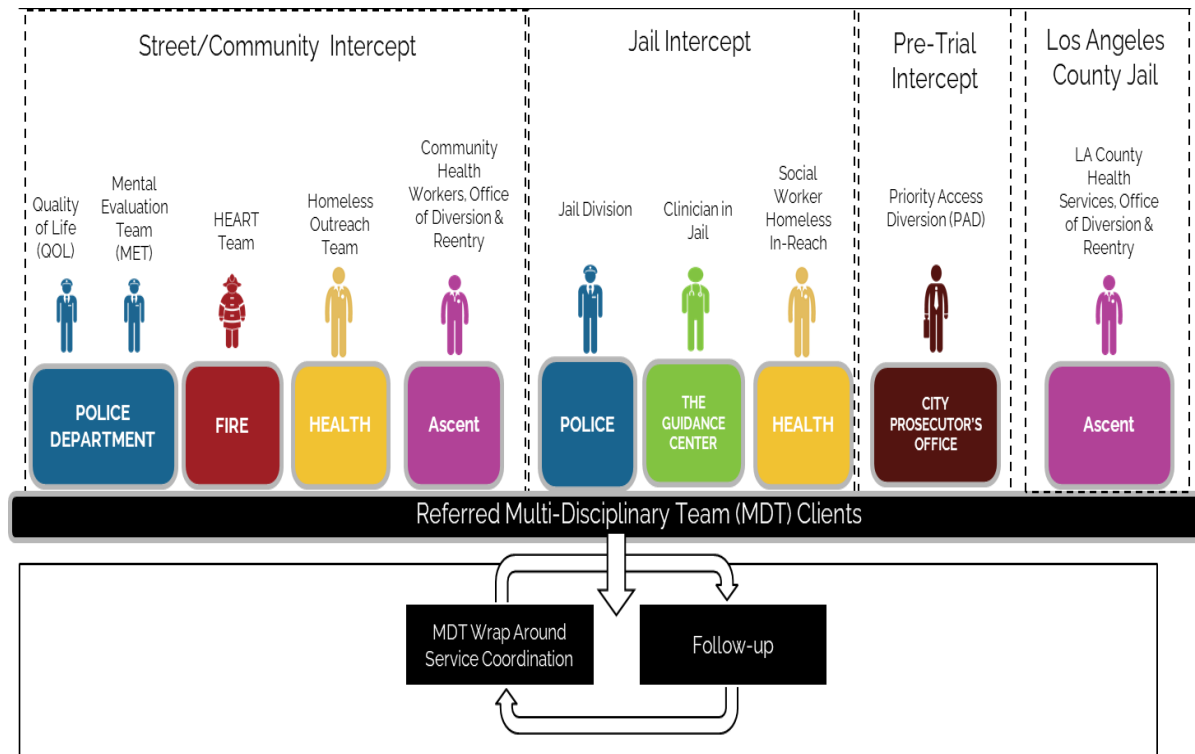 Street/Community Intercept
Jail Intercept
Pre-Trial
Intercept
Los Angeles
County Jail
Quality
of Life
(QOL)
Mental
Evaluation
Team
(MET)
HEART
Team
Homeless
Outreach
Team
Community
Health
Workers, Office
of Diversion &
Reentry
Jail Division
Clinician in
Jail
Social
Worker
Homeless
In-Reach
Priority Access
Diversion (PAD)
LA County
Health
Services, Office
of Diversion &
Reentry
POLICE
DEPARTMENT
FIRE
HEALTH
Ascent
POLICE
THE
GUIDANCE
CENTER
HEALTH
CITY
PROSECUTOR'S
OFFICE
Ascent
Referred Multi-Disciplinary Team (MDT) Clients
MDT Wrap Around
Service Coordination
Follow-up